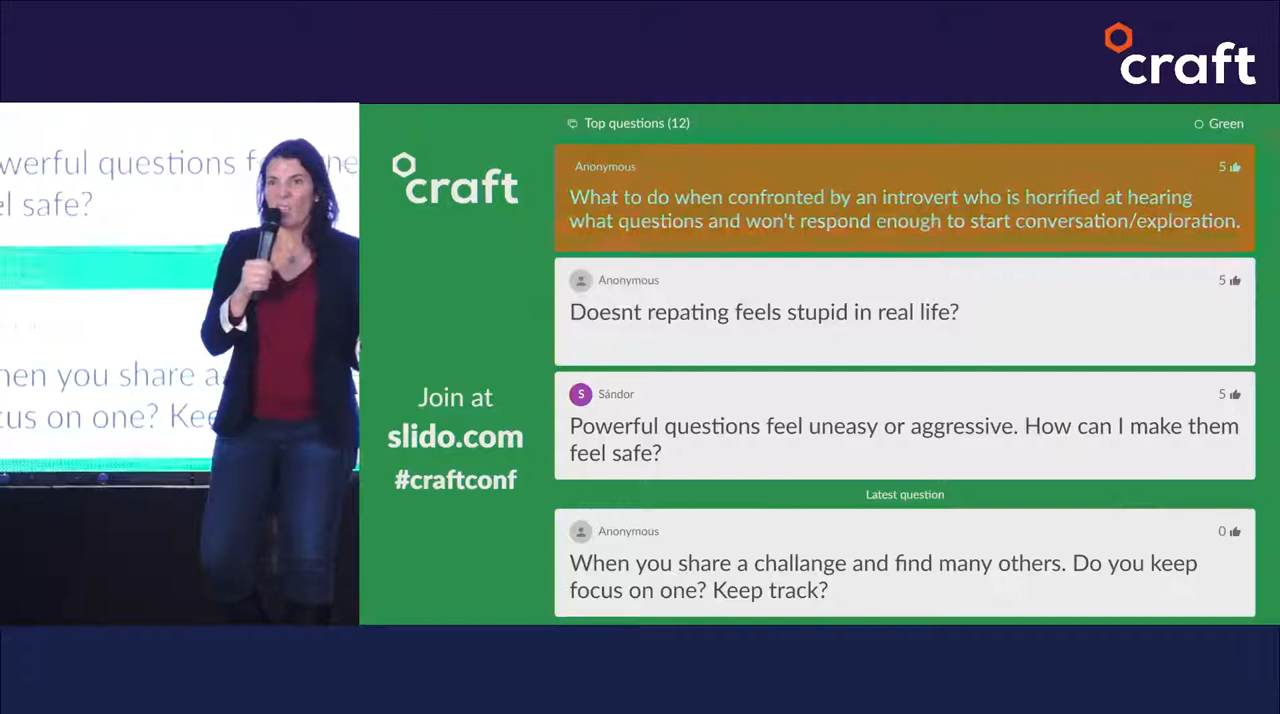 craft
werful questions f
ne
el safe?
nen you share a
cus on one? Kee
craft
Join at
slido.com
#craftconf
Top questions (12)
Green
Anonymous
5
What to do when confronted by an introvert who is horrified at hearing
what questions and won't respond enough to start conversation/exploration.
Anonymous
5
Doesnt repating feels stupid in real life?
S
Sándor
5
Powerful questions feel uneasy or aggressive. How can I make them
feel safe?
Latest question
Anonymous
0
When you share a challange and find many others. Do you keep
focus on one? Keep track?